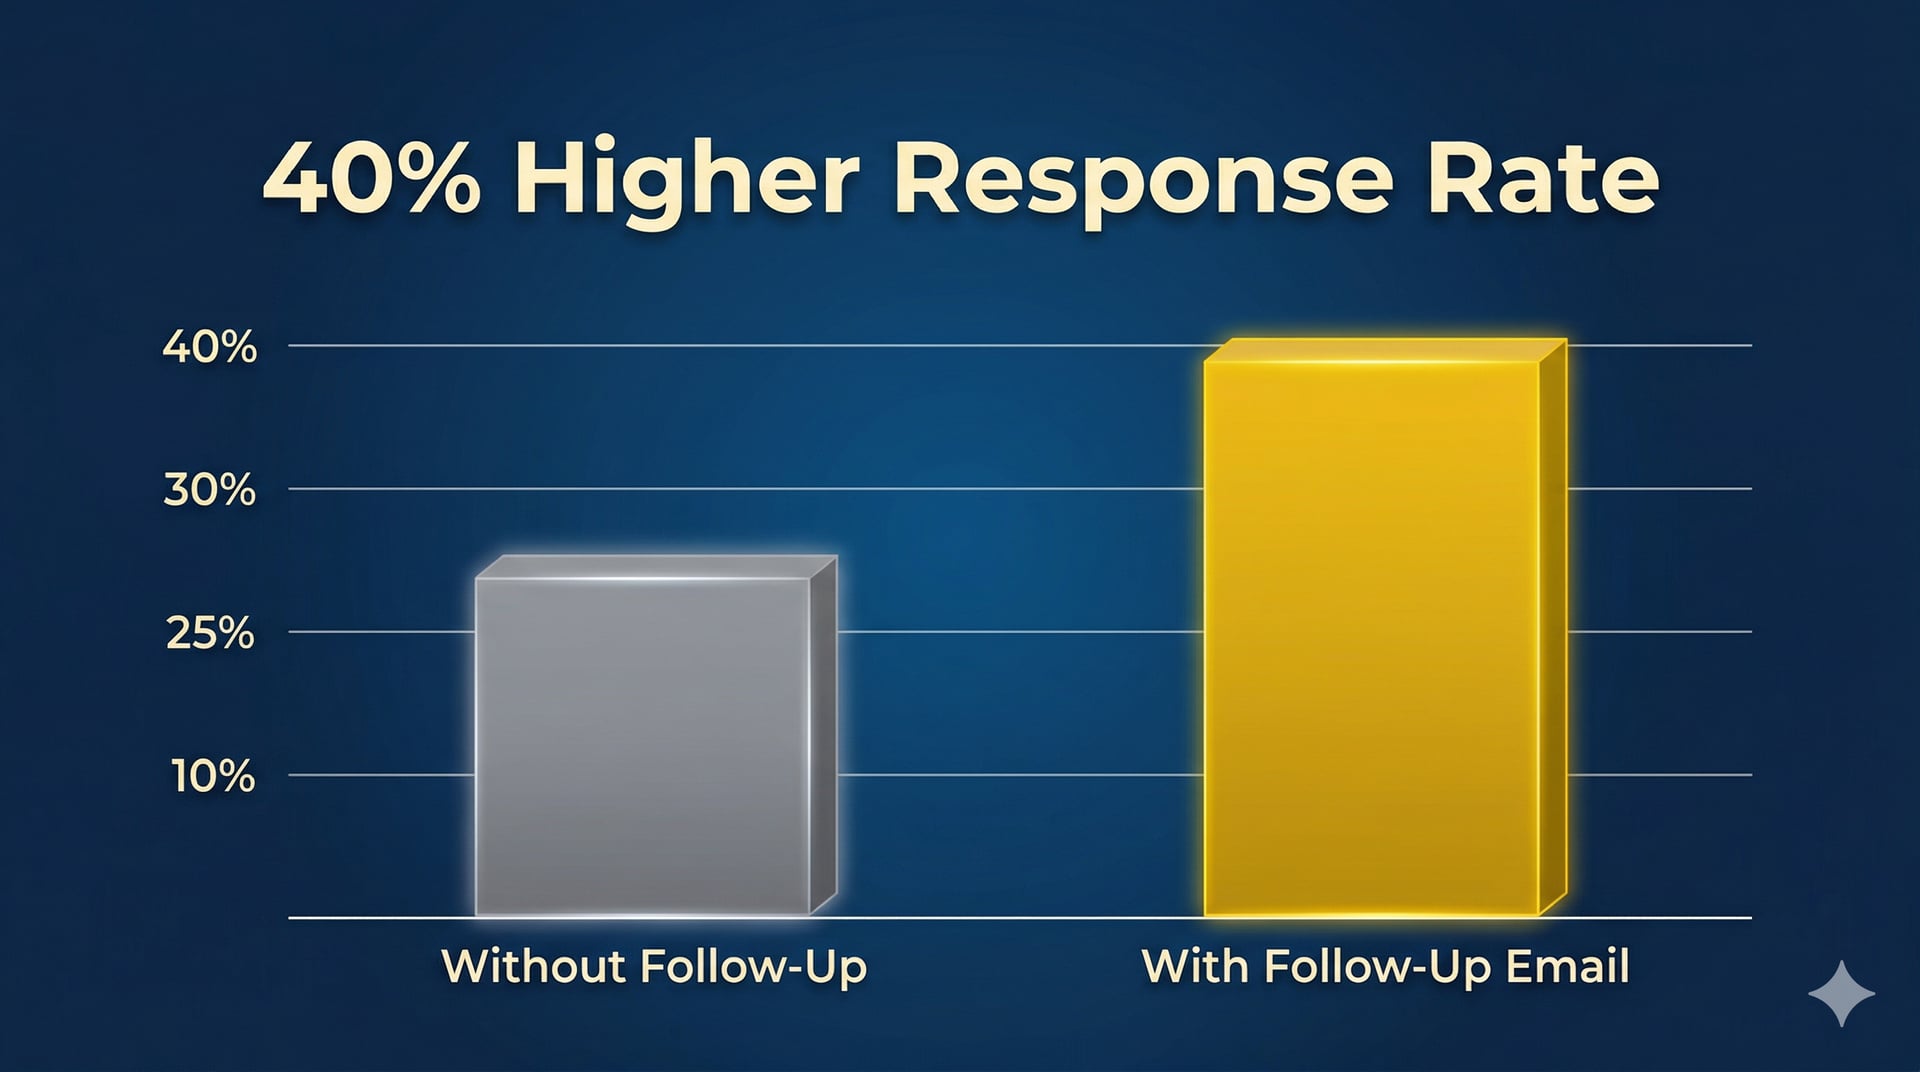 40% Higher Response Rate
40%
30%
25%
10%
Without Follow-Up
With Follow-Up Email